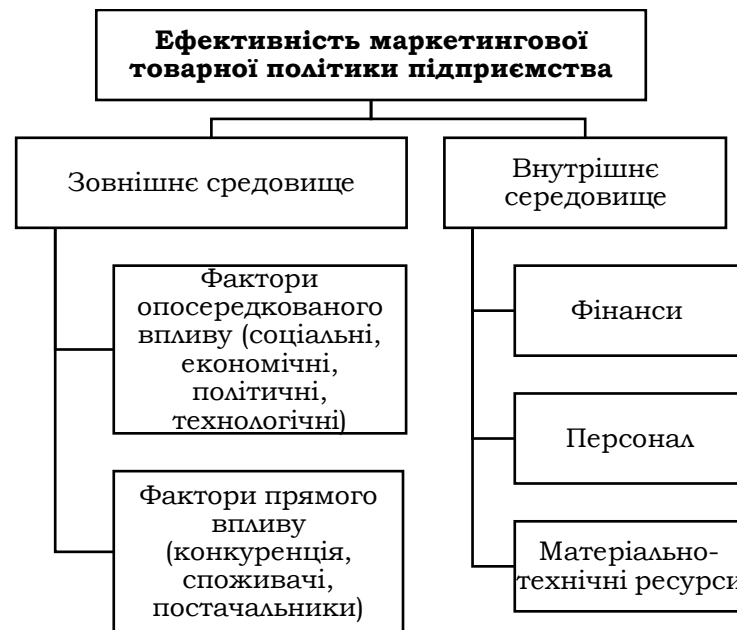 Ефективність маркетингової
товарної політики підприємства
Зовнішнє средовище
Внутрішнє
середовище
Фактори
опосередкованого
впливу (соціальні,
економічні,
політичні,
технологічні)
Фінанси
Персонал
Фактори прямого
впливу
(конкуренція,
споживачі,
постачальники)
Матеріально-
технічні ресурси